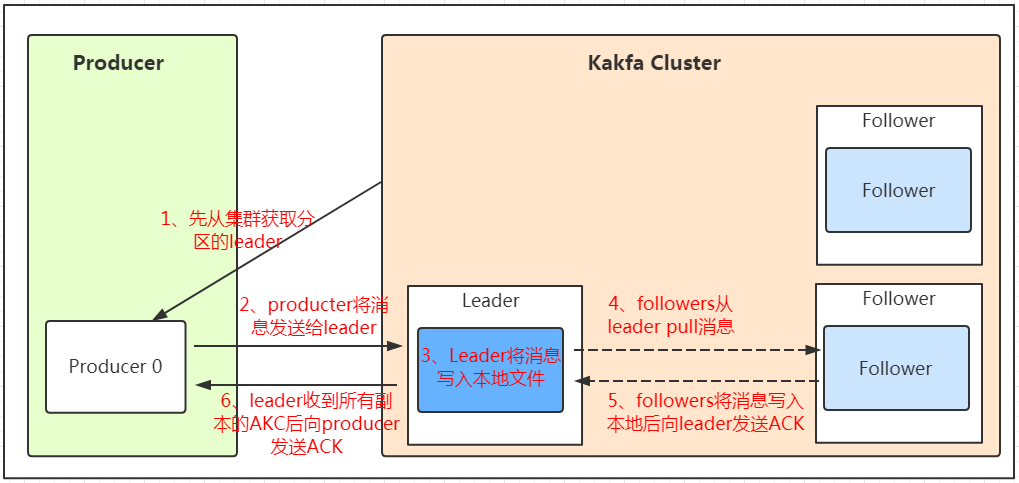 Producer
Kakfa Cluster
Follower
Follower
1、先从集群获取分
区的leader
2、producter将消
息发送给leader
Leader
4、followers从
leader pull消息
Follower
Producer 0
3、Leader将消息
写入本地文件
Follower
6、leader收到所有副
本的AKC后向producer
发送ACK
5、followers将消息写入
本地后向leader发送ACK